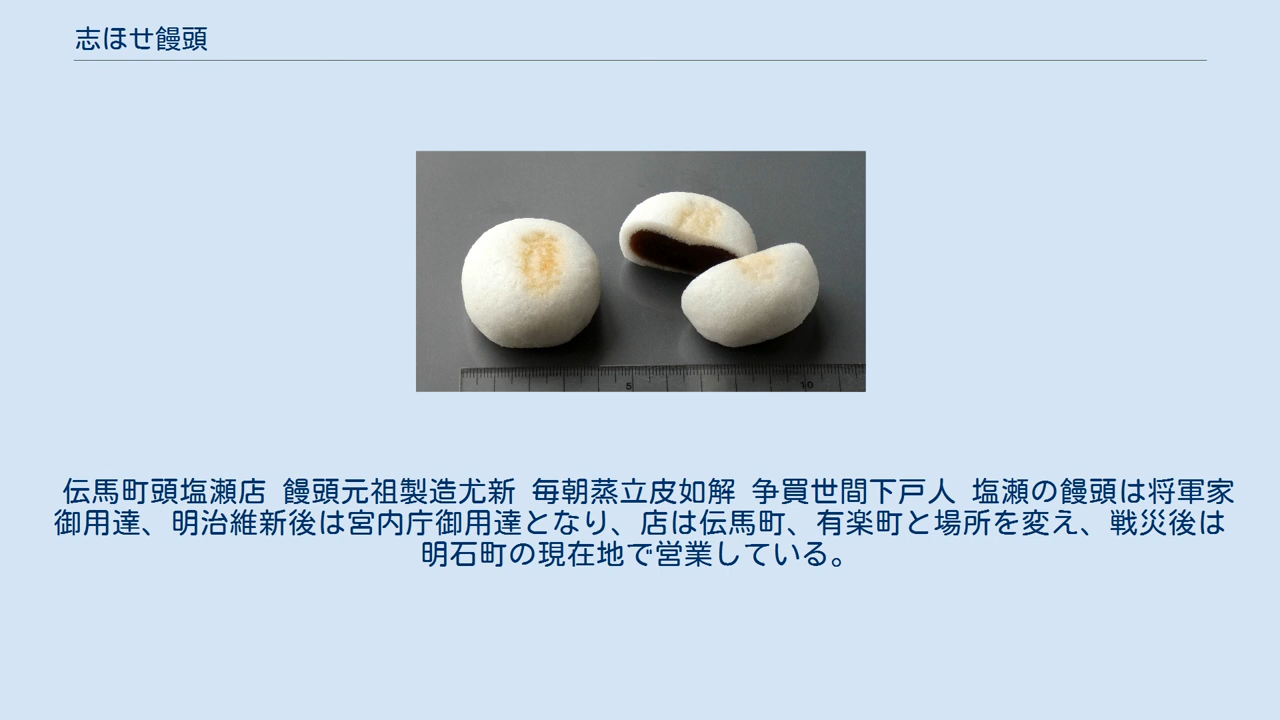 志ほせ饅頭
5
10
伝馬町頭塩瀬店 饅頭元祖製造尤新 毎朝蒸立皮如解 争買世間下戸人 塩瀬の饅頭は将軍家
御用達、明治維新後は宮内庁御用達となり、店は伝馬町、有楽町と場所を変え、戦災後は
明石町の現在地で営業している。